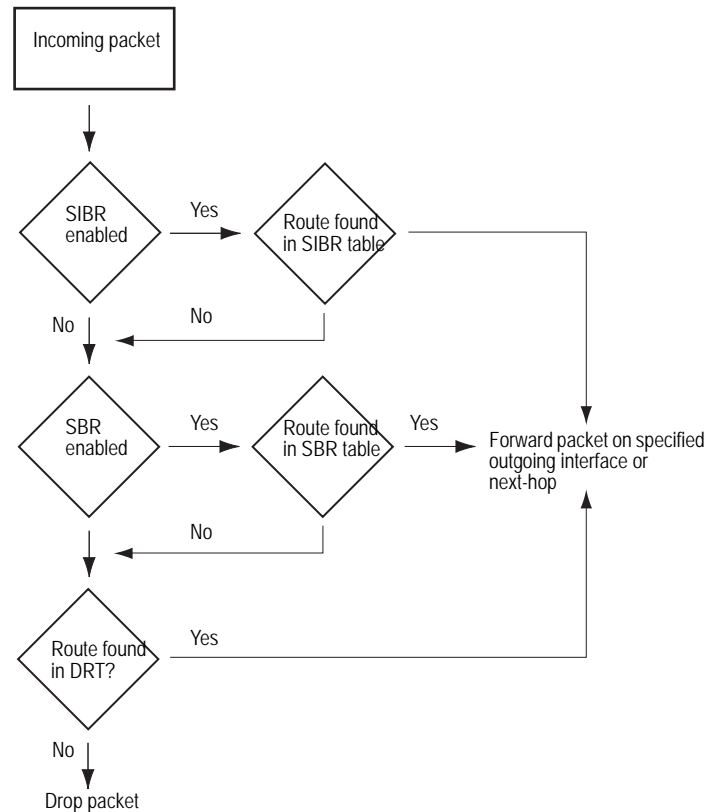 Incoming packet
SIBR
enabled
Yes
Route found
in SIBR table
No
No
SBR
enabled
Yes
Route found
in SBR table
Yes
Forward packet on specified
outgoing interface or
next-hop
No
Route found
in DRT?
Yes
No
Drop packet